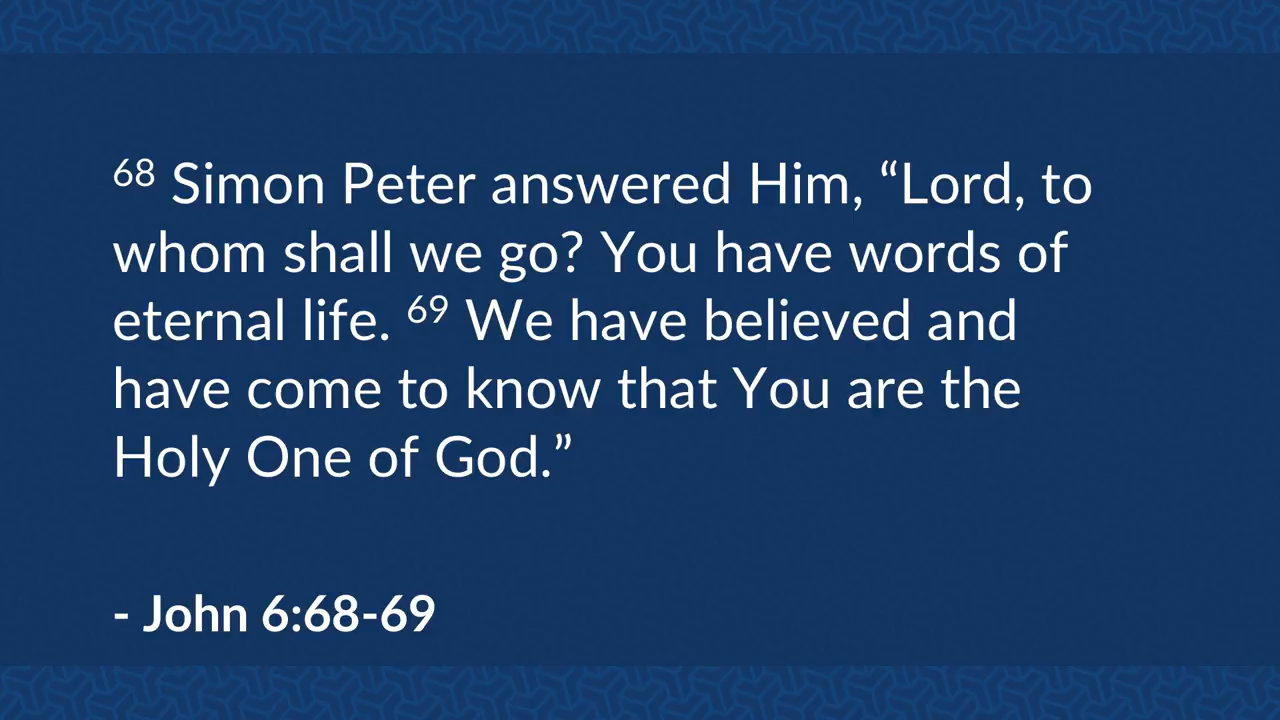 ⁶⁸ Simon Peter answered Him, “Lord, to
whom shall we go? You have words of
eternal life. ⁶⁹ We have believed and
have come to know that You are the
Holy One of God.”
- John 6:68-69